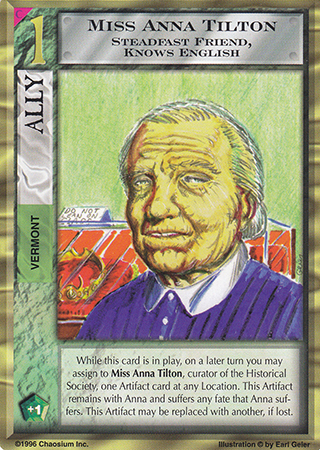 1
MISS ANNA TILTON
STEADFAST FRIEND,
KNOWS ENGLISH
ALLY
VERMONT
DO NOT
While this card is in play, on a later turn you may
assign to Miss Anna Tilton, curator of the Historical
Society, one Artifact card at any Location. This Artifact
remains with Anna and suffers any fate that Anna suf-
fers. This Artifact may be replaced with another, if lost.
+1
©1996 Chaosium Inc.
Illustration © by Earl Geier